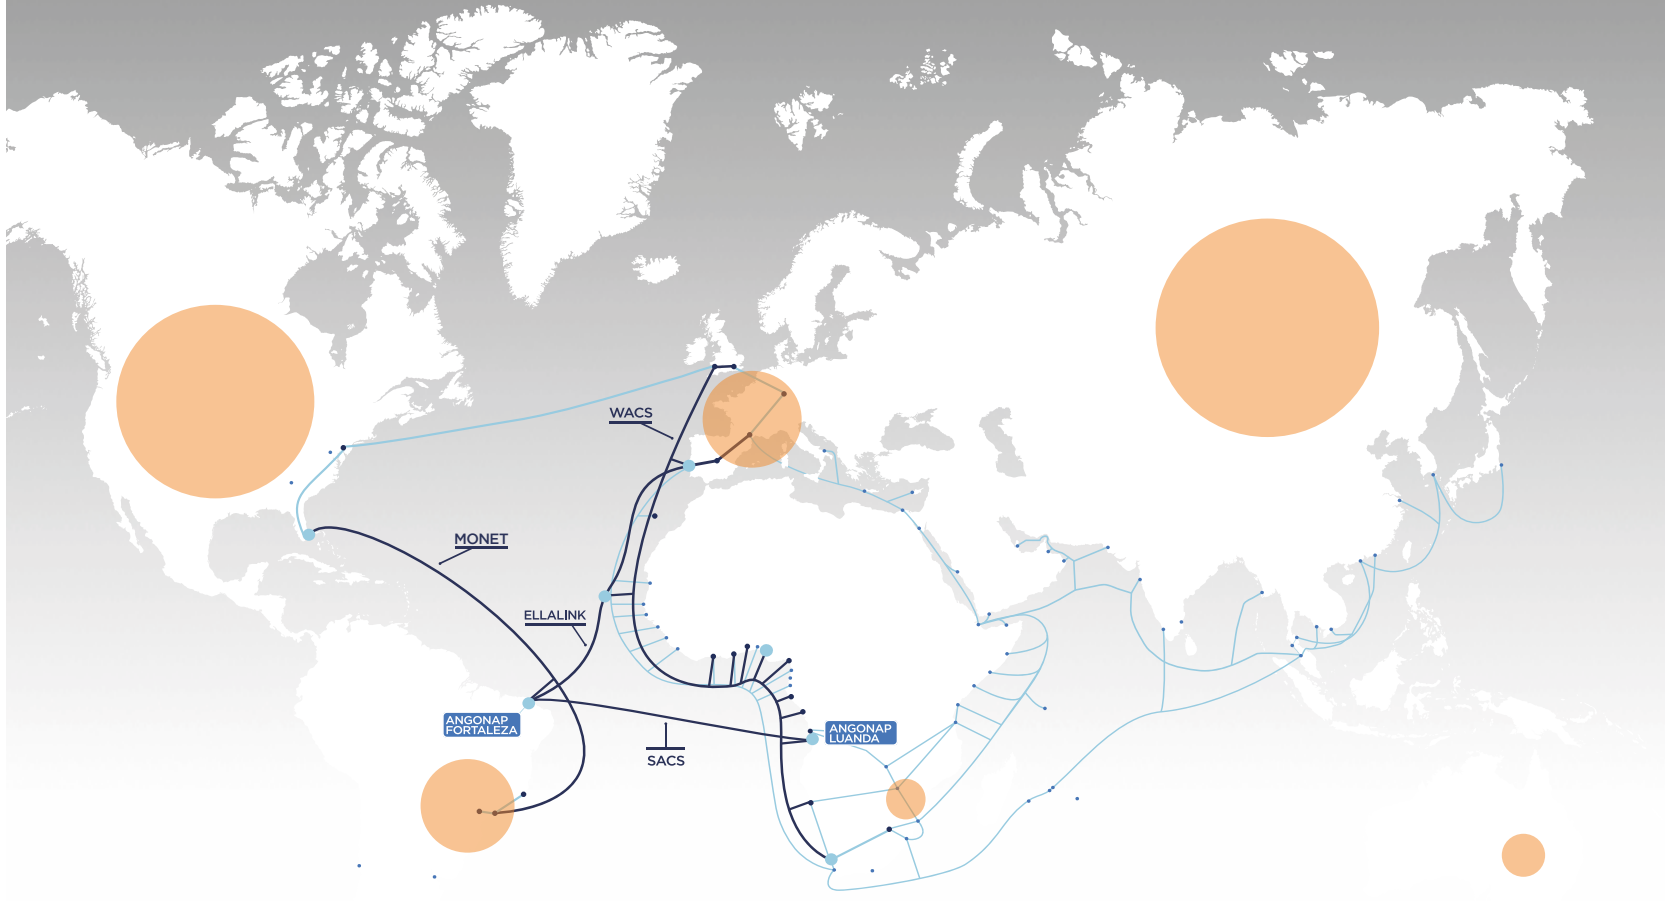 WACS
MONET
ELLALINK
ANGONAP
FORTALEZA
ANGONAP
LUANDA
SACS